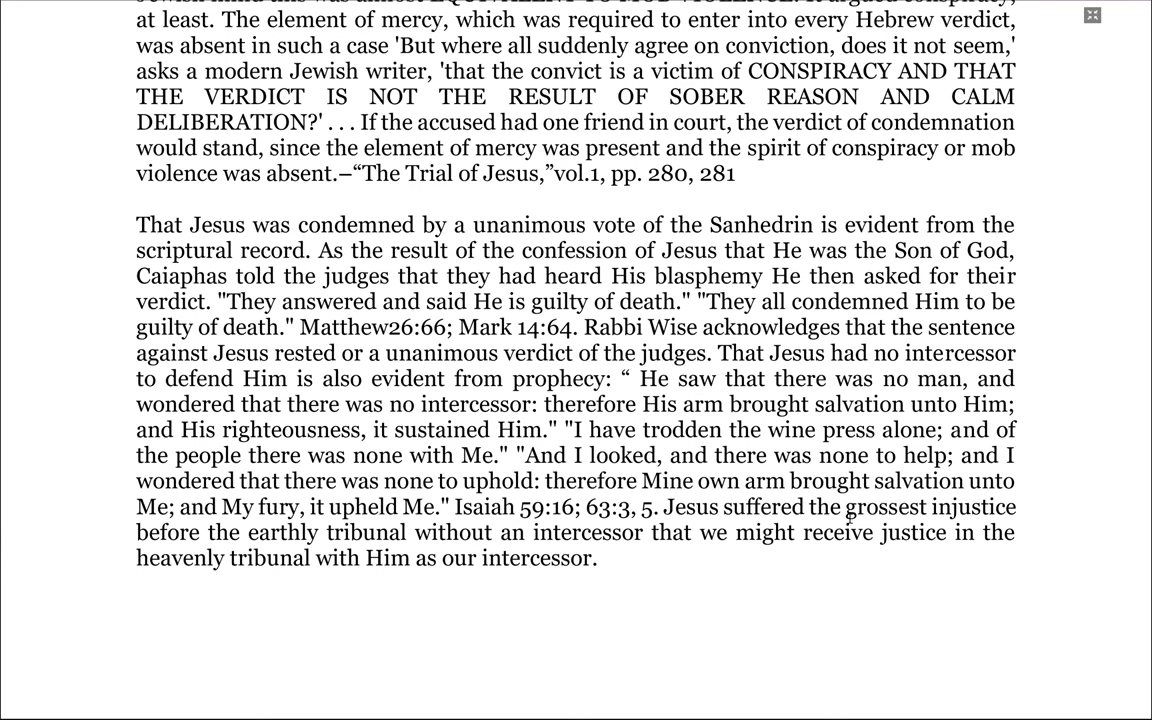 at least. The element of mercy, which was required to enter into every Hebrew verdict,
was absent in such a case 'But where all suddenly agree on conviction, does it not seem,'
asks a modern Jewish writer, 'that the convict is a victim of CONSPIRACY AND THAT
THE VERDICT IS NOT THE RESULT OF SOBER REASON AND CALM
DELIBERATION?' . . . If the accused had one friend in court, the verdict of condemnation
would stand, since the element of mercy was present and the spirit of conspiracy or mob
violence was absent.–“The Trial of Jesus,”vol.1, pp. 280, 281
That Jesus was condemned by a unanimous vote of the Sanhedrin is evident from the
scriptural record. As the result of the confession of Jesus that He was the Son of God,
Caiaphas told the judges that they had heard His blasphemy He then asked for their
verdict. "They answered and said He is guilty of death." "They all condemned Him to be
guilty of death." Matthew26:66; Mark 14:64. Rabbi Wise acknowledges that the sentence
against Jesus rested or a unanimous verdict of the judges. That Jesus had no intercessor
to defend Him is also evident from prophecy: “ He saw that there was no man, and
wondered that there was no intercessor: therefore His arm brought salvation unto Him;
and His righteousness, it sustained Him." "I have trodden the wine press alone; and of
the people there was none with Me." "And I looked, and there was none to help; and I
wondered that there was none to uphold: therefore Mine own arm brought salvation unto
Me; and My fury, it upheld Me." Isaiah 59:16; 63:3, 5. Jesus suffered the grossest injustice
before the earthly tribunal without an intercessor that we might receive justice in the
heavenly tribunal with Him as our intercessor.